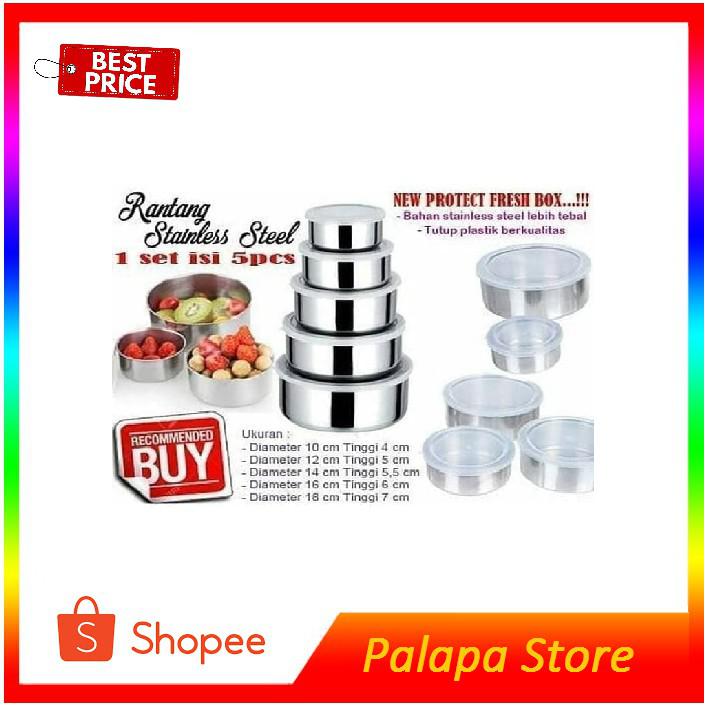 BEST
PRICE
Rantang
Stainless Steel
1 set isi 5pcs
NEW PROTECT FRESH BOX...!!!
- Bahan stainless steel lebih tebal
- Tutup plastik berkualitas
RECOMMENDED
BUY
Ukuran :
- Diameter 10 cm Tinggi 4 cm
- Diameter 12 cm Tinggi 5 cm
- Diameter 14 cm Tinggi 5,5 cm
- Diameter 16 cm Tinggi 6 cm
- Diameter 18 cm Tinggi 7 cm
S Shopee
Palapa Store